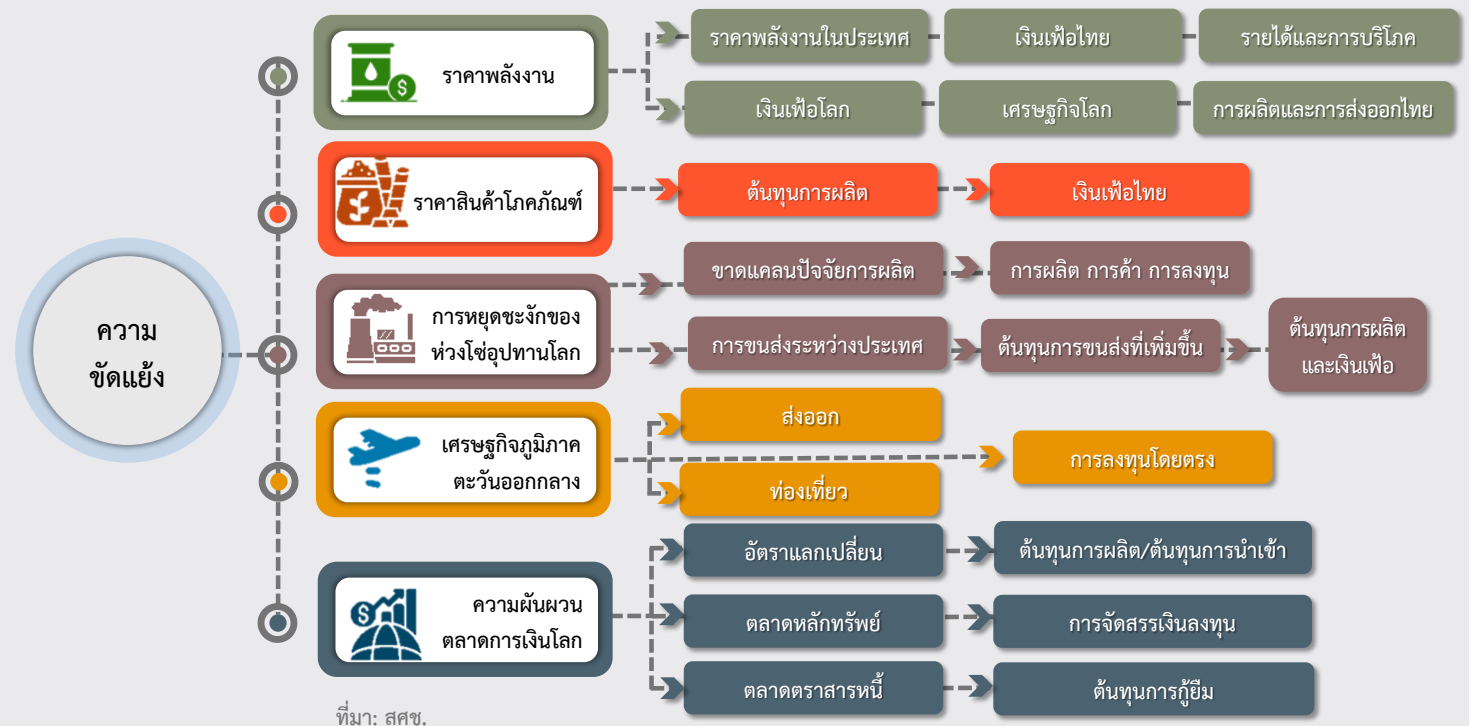 ความ
ขัดแย้ง
ราคาพลังงาน
ราคาพลังงานในประเทศ
เงินเฟ้อไทย
รายได้และการบริโภค
เงินเฟ้อโลก
เศรษฐกิจโลก
การผลิตและการส่งออกไทย
ราคาสินค้าโภคภัณฑ์
ต้นทุนการผลิต
เงินเฟ้อไทย
การหยุดชะงักของ
ห่วงโซ่อุปทานโลก
ขาดแคลนปัจจัยการผลิต
การผลิต การค้า การลงทุน
การขนส่งระหว่างประเทศ
ต้นทุนการขนส่งที่เพิ่มขึ้น
ต้นทุนการผลิต
และเงินเฟ้อ
เศรษฐกิจภูมิภาค
ตะวันออกกลาง
ส่งออก
การลงทุนโดยตรง
ท่องเที่ยว
ความผันผวน
ตลาดการเงินโลก
อัตราแลกเปลี่ยน
ต้นทุนการผลิต/ต้นทุนการนำเข้า
ตลาดหลักทรัพย์
การจัดสรรเงินลงทุน
ตลาดตราสารหนี้
ต้นทุนการกู้ยืม
ที่มา: สศช.